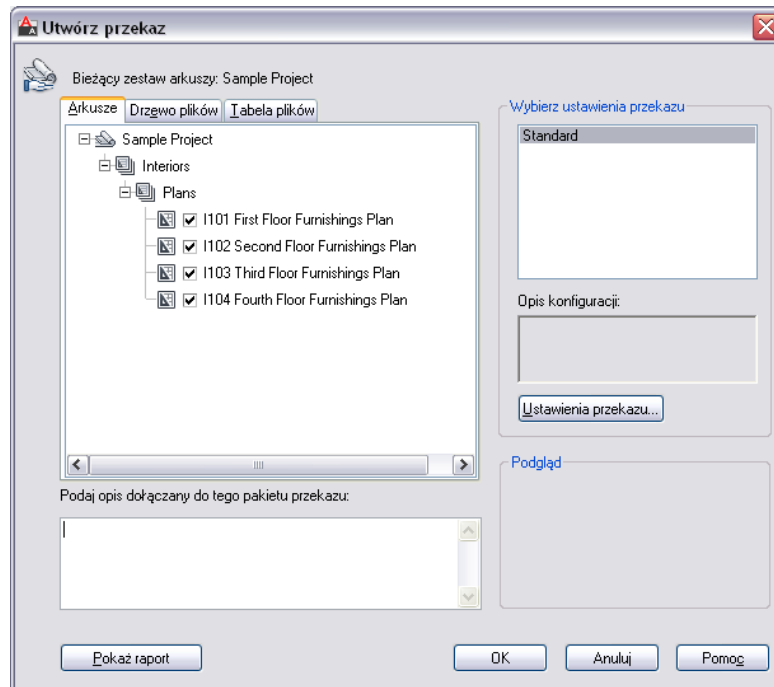 Utwórz przekaz
Bieżący zestaw arkuszy: Sample Project
Arkusze Drzewo plików Tabela plików
Sample Project
Interiors
Plans
I101 First Floor Furnishings Plan
I102 Second Floor Furnishings Plan
I103 Third Floor Furnishings Plan
I104 Fourth Floor Furnishings Plan
Podaj opis dołączany do tego pakietu przekazu:
Wybierz ustawienia przekazu
Standard
Opis konfiguracji:
Ustawienia przekazu...
Podgląd
Pokaż raport
OK
Anuluj
Pomoc